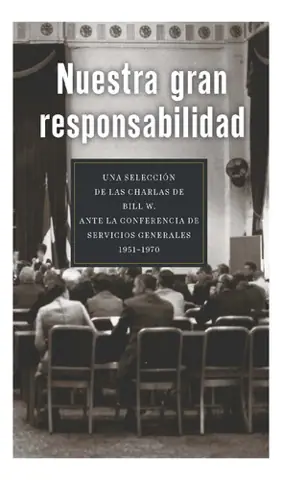 Nuestra gran
responsabilidad
UNA SELECCIÓN
DE LAS CHARLAS DE
BILL W.
ANTE LA CONFERENCIA DE
SERVICIOS GENERALES
1951-1970